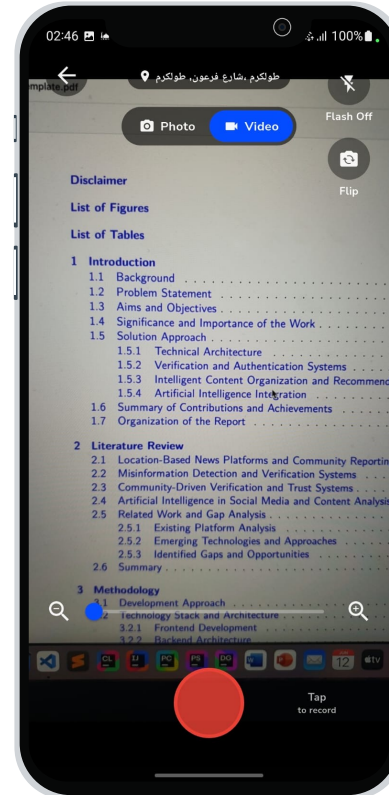 02:46
100%
mplate.pdf
طولكرم ,شارع فرعون, طولكرم
Flash Off
Photo
Video
Flip
Disclaimer
List of Figures
List of Tables
1 Introduction
1.1 Background
1.2 Problem Statement
1.3 Aims and Objectives
1.4 Significance and Importance of the Work
1.5 Solution Approach
1.5.1 Technical Architecture
1.5.2 Verification and Authentication Systems
1.5.3 Intelligent Content Organization and Recommend
1.5.4 Artificial Intelligence Integration
1.6 Summary of Contributions and Achievements
1.7 Organization of the Report
2 Literature Review
2.1 Location-Based News Platforms and Community Reportin
2.2 Misinformation Detection and Verification Systems
2.3 Community-Driven Verification and Trust Systems
2.4 Artificial Intelligence in Social Media and Content Analysis
2.5 Related Work and Gap Analysis
2.5.1 Existing Platform Analysis
2.5.2 Emerging Technologies and Approaches
2.5.3 Identified Gaps and Opportunities
2.6 Summary
3 Methodology
3.1 Development Approach
3.2 Technology Stack and Architecture
3.2.1 Frontend Development
3.2.2 Backend Architecture
CL
IJ
PC
PS
DG
12
tv
Tap
to record